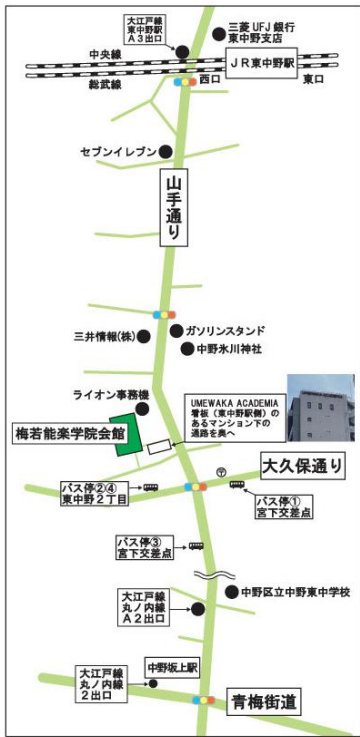 大江戸線
東中野駅
A3出口
三菱UFJ銀行
東中野支店
中央線
JR東中野駅
総武線
西口
東口
セブンイレブン
山手通り
三井情報(株)
ガソリンスタンド
中野氷川神社
ライオン事務機
UMEWAKA ACADEMIA
看板(東中野駅側)の
あるマンション下の
通路を奥へ
梅若能楽学院会館
大久保通り
〒
バス停②④
東中野2丁目
バス停①
宮下交差点
バス停③
宮下交差点
中野区立中野東中学校
大江戸線
丸ノ内線
A2出口
中野坂上駅
大江戸線
丸ノ内線
2出口
青梅街道